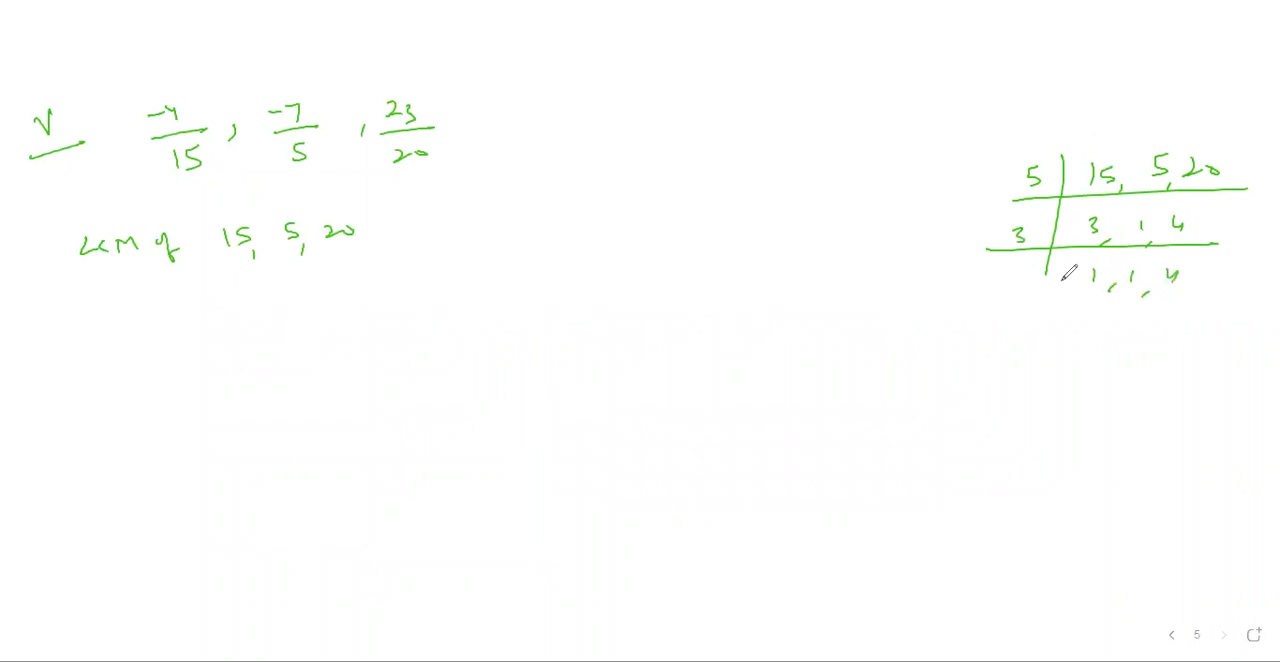 V -4/15, -7/5, 23/20
LCM of 15, 5, 20
5 | 15, 5, 20
3 | 3, 1, 4
1, 1, 4
5